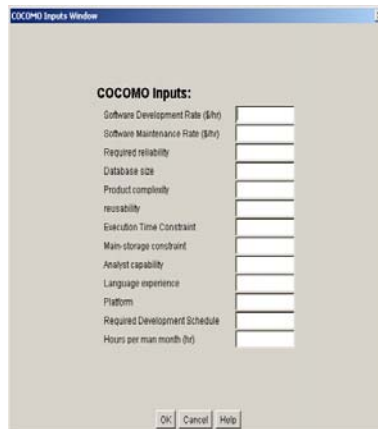 COCOMO Inputs Window
COCOMO Inputs:
Software Development Rate ($/hr)
Software Maintenance Rate ($/hr)
Required reliability
Database size
Product complexity
reusability
Execution Time Constraint
Main-storage constraint
Analyst capability
Language experience
Platform
Required Development Schedule
Hours per man month (hr)
OK Cancel Help